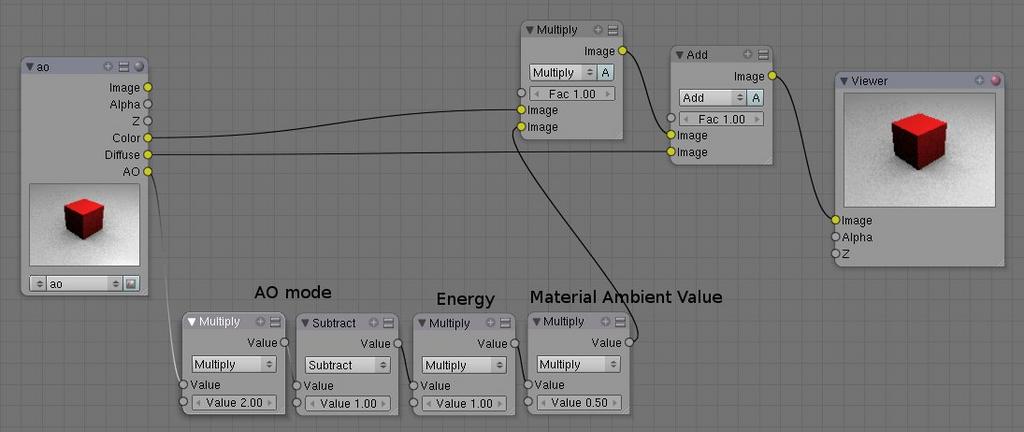 ao
Image
Alpha
Z
Color
Diffuse
AO
ao
Multiply
Image
Multiply A
Fac 1.00
Image
Image
Add
Image
Add A
Fac 1.00
Image
Image
Viewer
Image
Alpha
Z
AO mode
Energy
Material Ambient Value
Multiply
Value
Multiply
Value
Value 2.00
Subtract
Value
Subtract
Value
Value 1.00
Multiply
Value
Multiply
Value
Value 1.00
Multiply
Value
Multiply
Value
Value 0.50